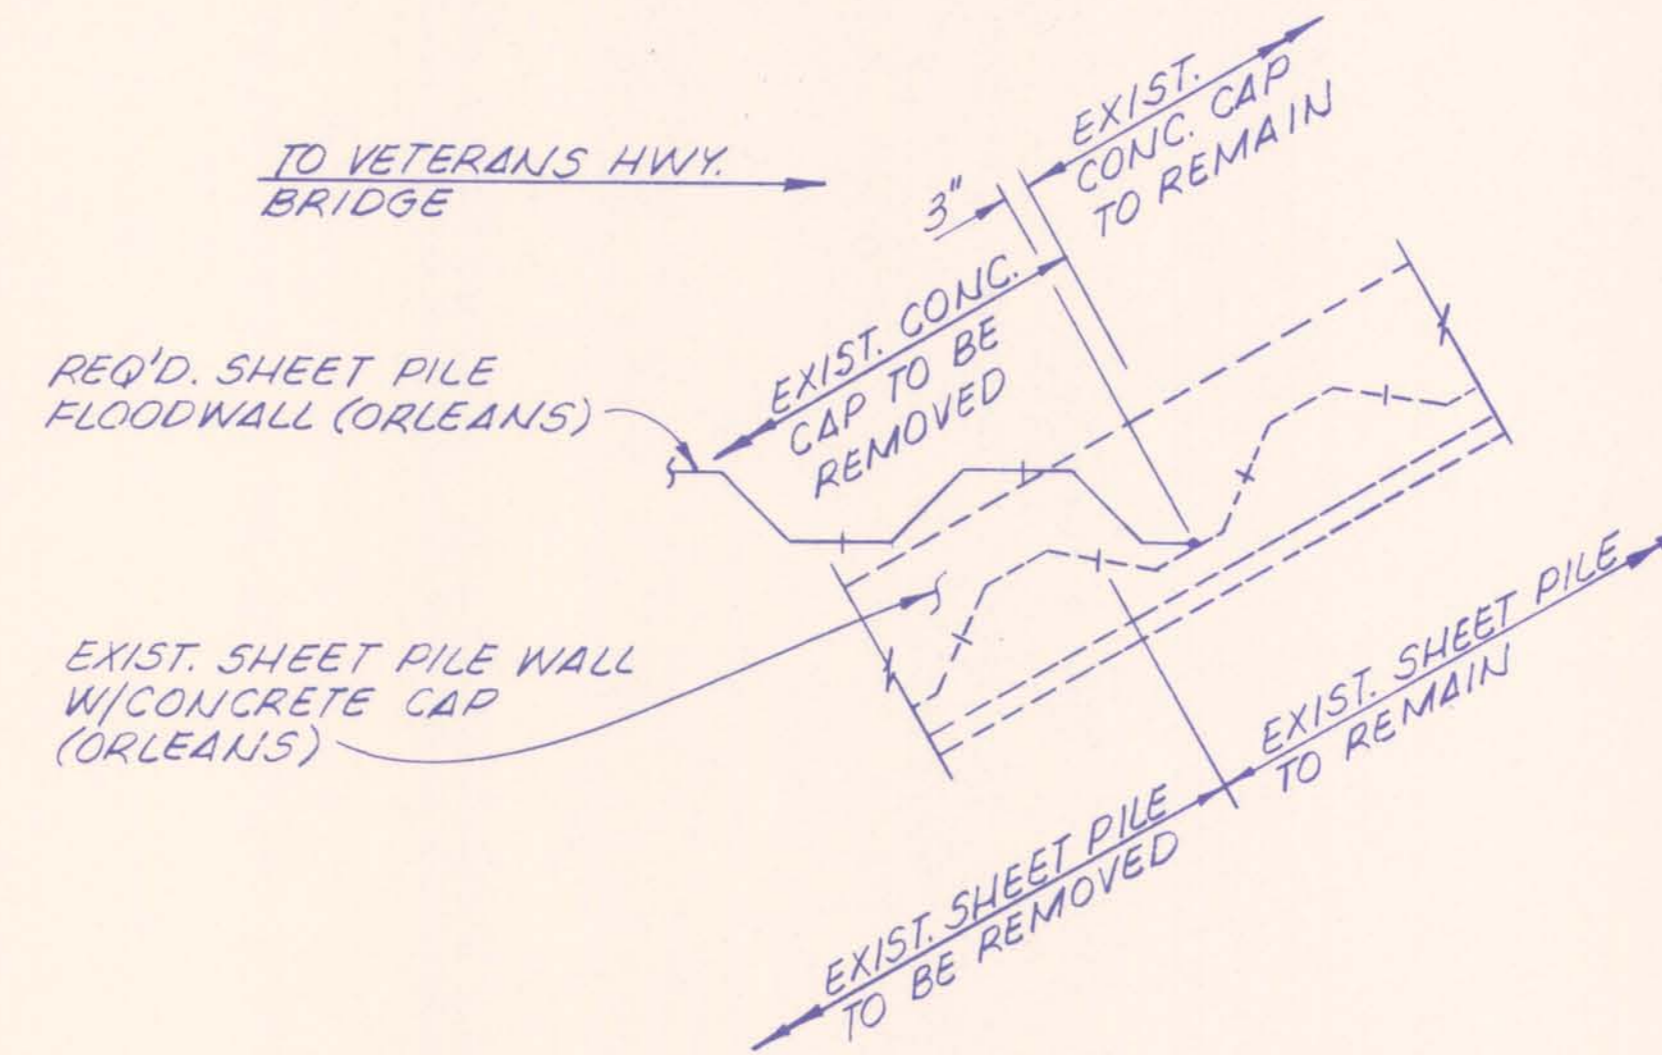 TO VETERANS HWY.
BRIDGE
EXIST.
CONC. CAP
TO REMAIN
3"
EXIST. CONC.
CAP TO BE
REMOVED
REQ'D. SHEET PILE
FLOODWALL (ORLEANS)
EXIST. SHEET PILE WALL
W/CONCRETE CAP
(ORLEANS)
EXIST. SHEET PILE
TO REMAIN
EXIST. SHEET PILE
TO BE REMOVED